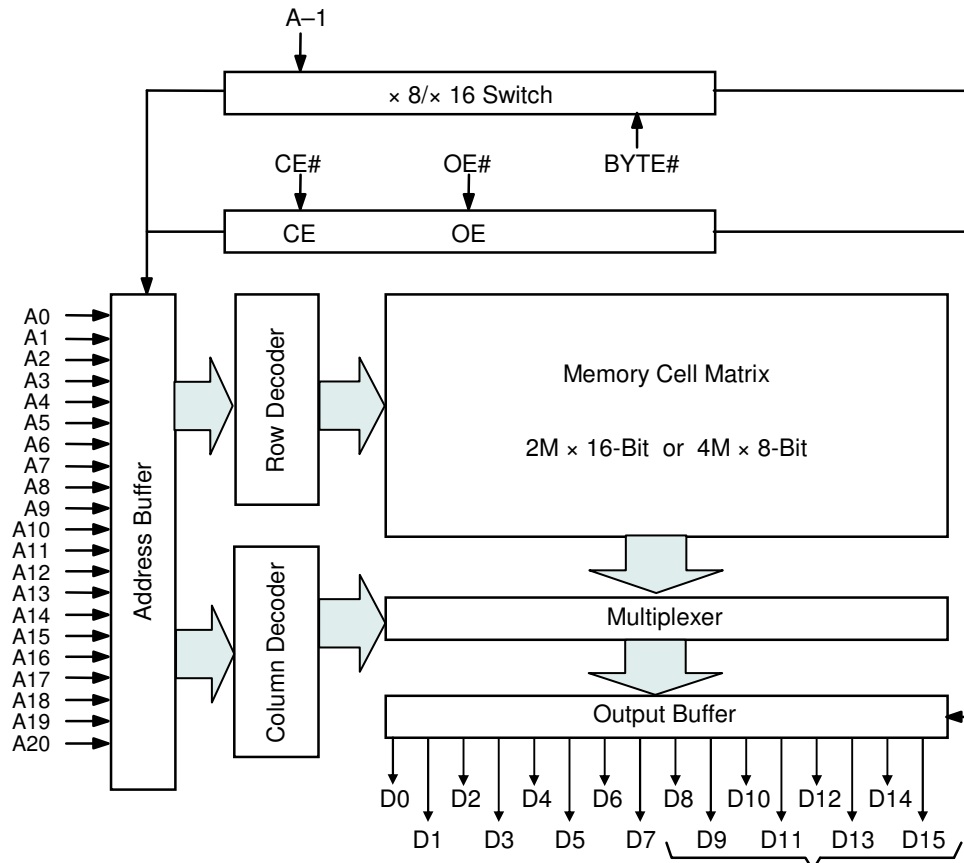 A–1
× 8/× 16 Switch
CE#
OE#
BYTE#
CE
OE
A0
A1
A2
A3
A4
A5
A6
A7
A8
A9
A10
A11
A12
A13
A14
A15
A16
A17
A18
A19
A20
Address Buffer
Row Decoder
Column Decoder
Memory Cell Matrix
2M × 16-Bit or 4M × 8-Bit
Multiplexer
Output Buffer
D0 D2 D4 D6 D8 D10 D12 D14
D1 D3 D5 D7 D9 D11 D13 D15